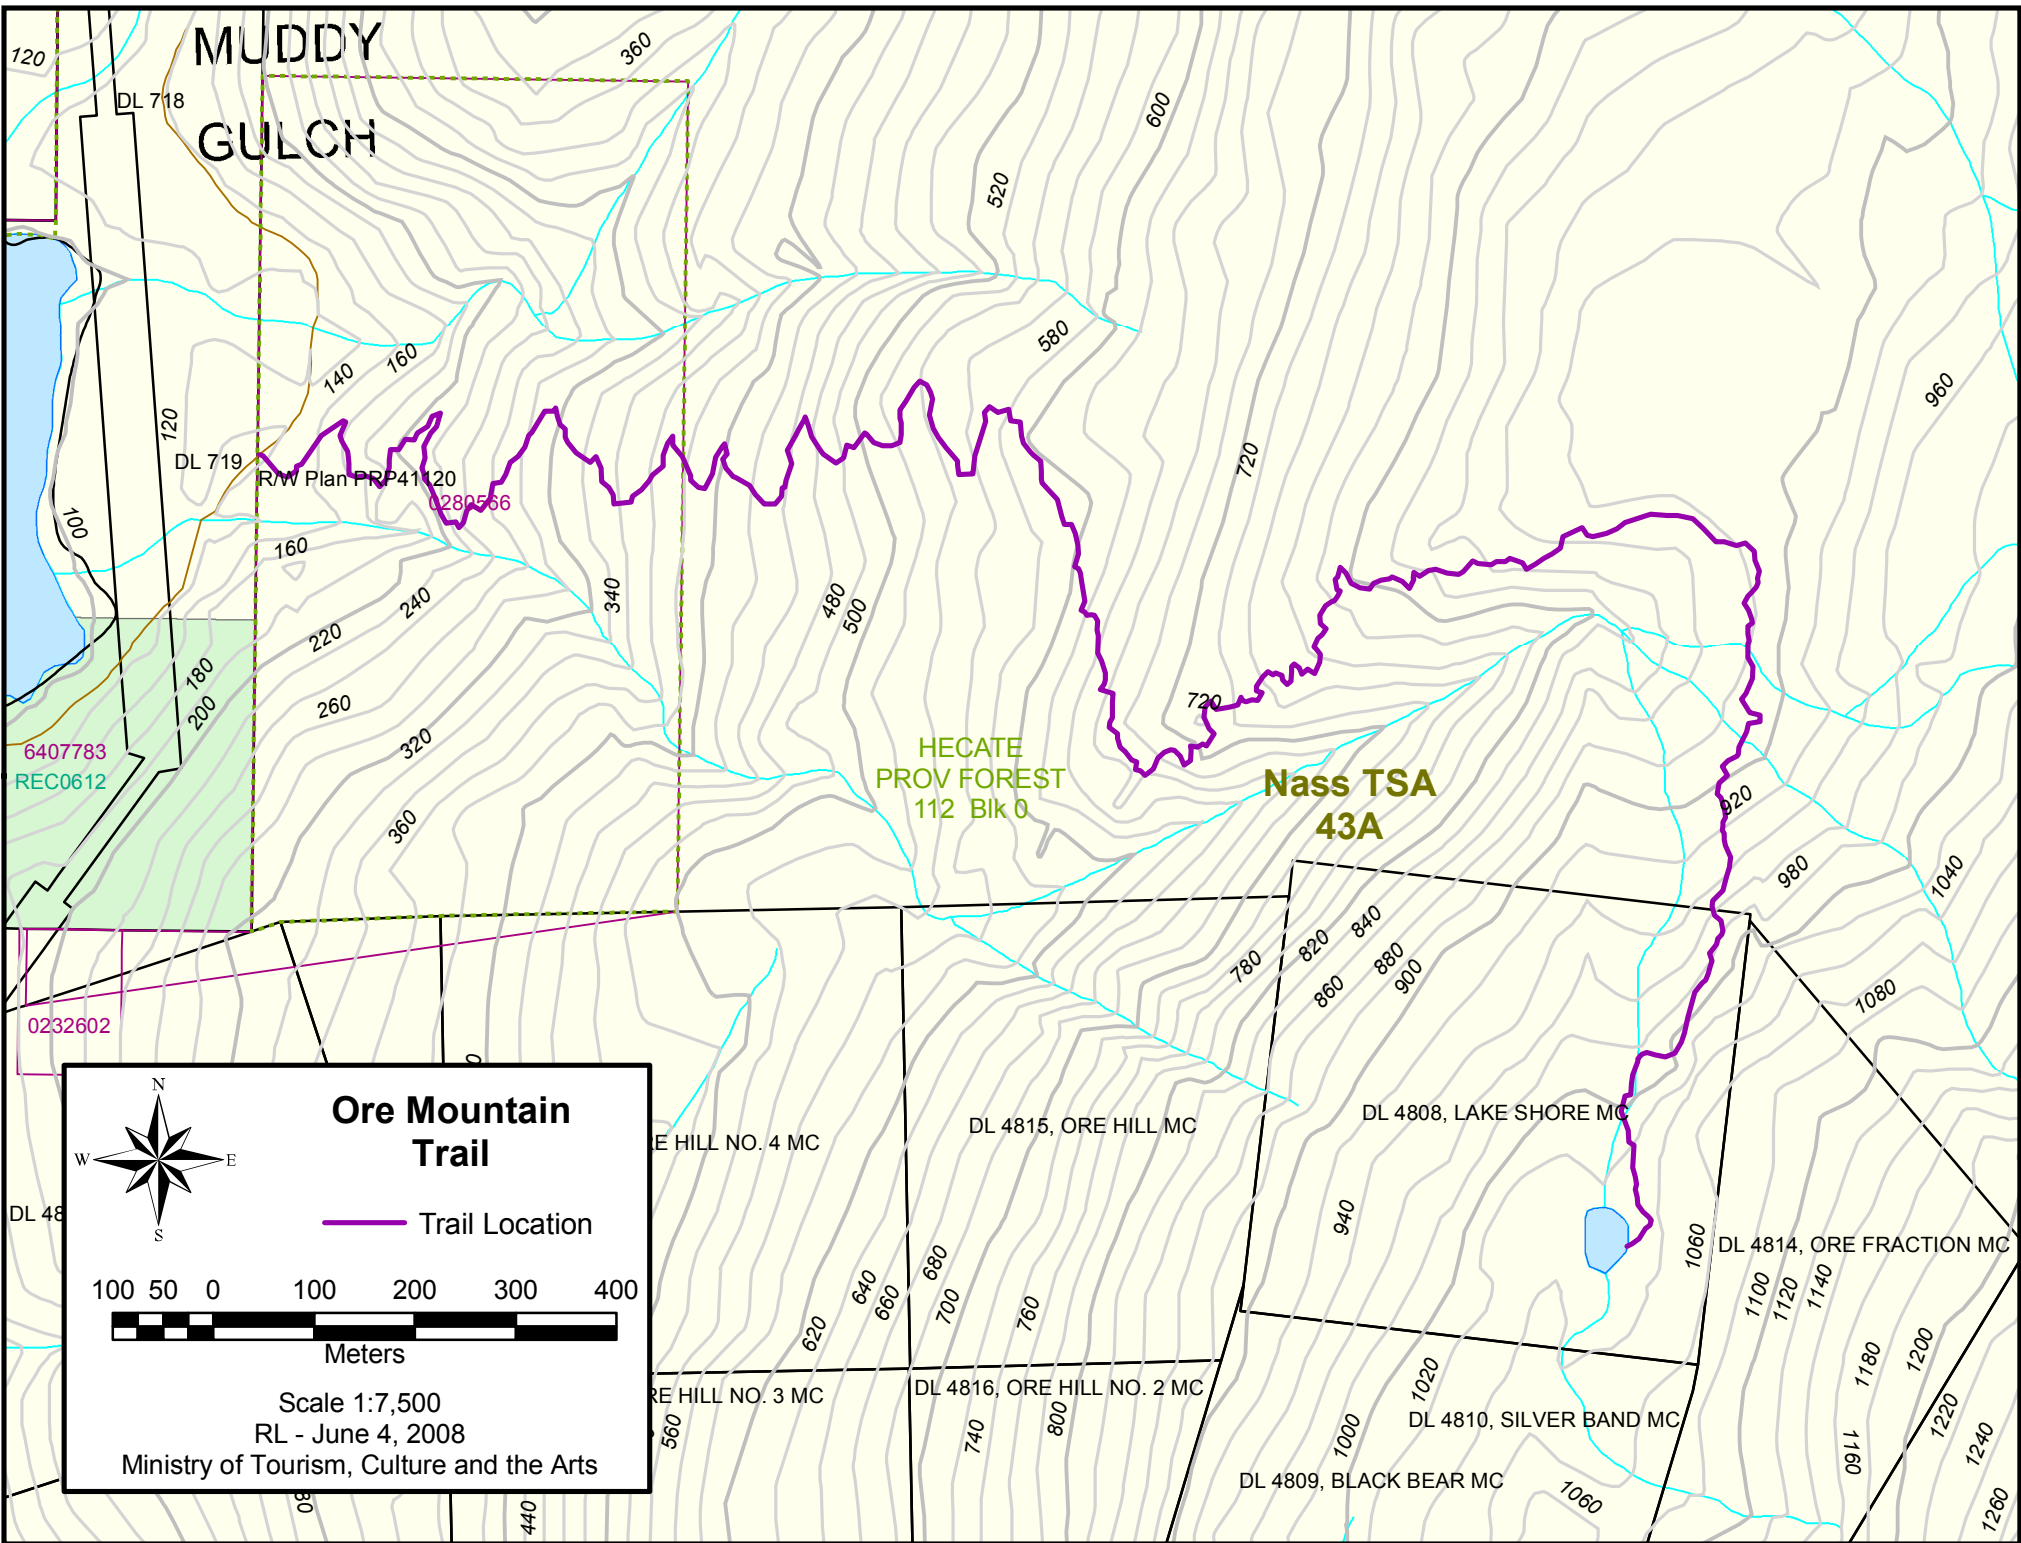 MUDDY
GULCH
120
DL 718
360
600
520
580
140
160
120
DL 719
R/W Plan PRP41120
0280566
100
160
240
220
340
480
500
720
960
180
200
260
320
360
6407783
REC0612
720
HECATE
PROV FOREST
112 Blk 0
Nass TSA
43A
920
980
1040
1080
780
820
840
860
880
900
0232602
Ore Mountain
Trail
N
W
E
S
Trail Location
100 50 0 100 200 300 400
Meters
Scale 1:7,500
RL - June 4, 2008
Ministry of Tourism, Culture and the Arts
DL 48
RE HILL NO. 4 MC
DL 4815, ORE HILL MC
DL 4808, LAKE SHORE MC
940
1060
DL 4814, ORE FRACTION MC
1100
1120
1140
620
640
660
680
700
760
RE HILL NO. 3 MC
DL 4816, ORE HILL NO. 2 MC
560
740
800
1020
1000
DL 4810, SILVER BAND MC
DL 4809, BLACK BEAR MC
1060
1180
1200
1220
1240
1160
1260
440